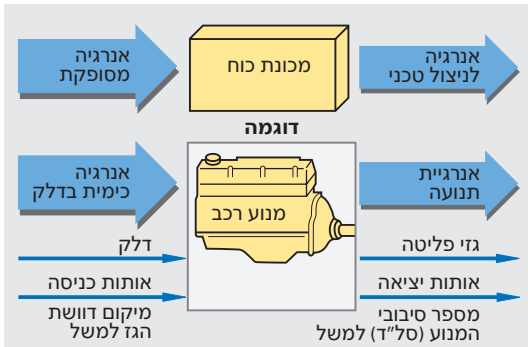 אנרגיה
מסופקת
מכונת כוח
אנרגיה
לניצול טכני
דוגמה
אנרגיה
כימית בדלק
מנוע רכב
אנרגיית
תנועה
דלק
גזי פליטה
אותות כניסה
אותות יציאה
מיקום דוושת
הגז למשל
מספר סיבובי
המנוע (סל"ד) למשל